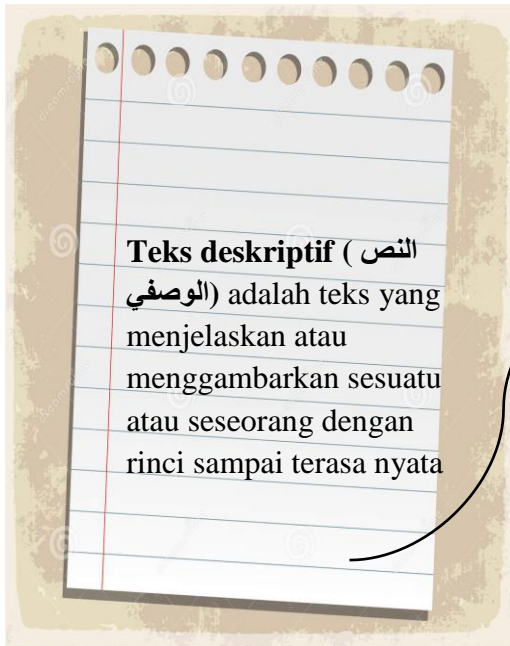 Teks deskriptif ( النص
الوصفي) adalah teks yang
menjelaskan atau
menggambarkan sesuatu
atau seseorang dengan
rinci sampai terasa nyata